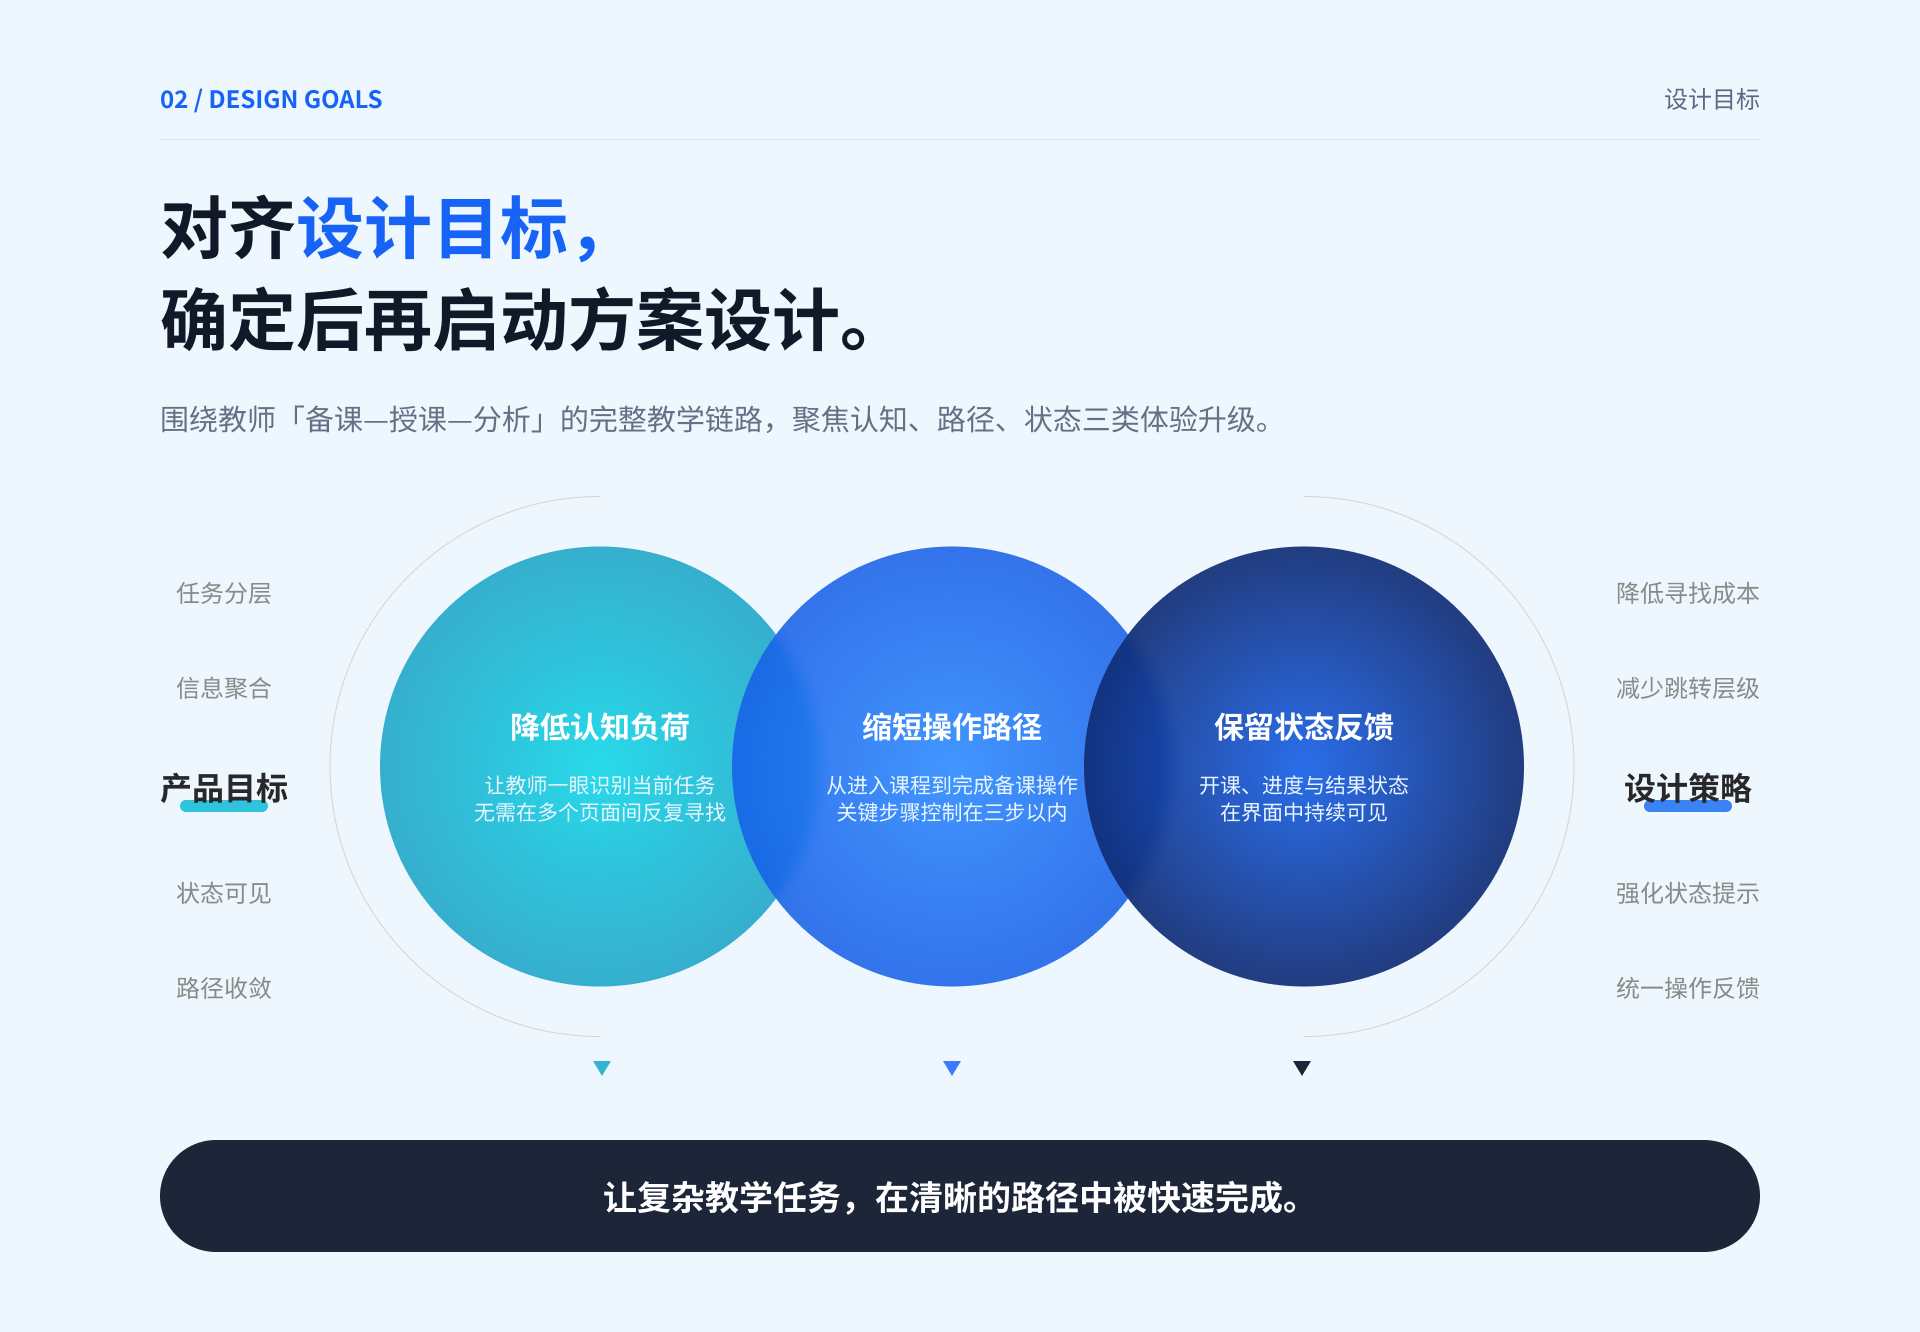 02 / DESIGN GOALS
设计目标
对齐设计目标，
确定后再启动方案设计。
围绕教师「备课—授课—分析」的完整教学链路，聚焦认知、路径、状态三类体验升级。
任务分层
信息聚合
产品目标
状态可见
路径收敛
降低认知负荷
让教师一眼识别当前任务
无需在多个页面间反复寻找
缩短操作路径
从进入课程到完成备课操作
关键步骤控制在三步以内
保留状态反馈
开课、进度与结果状态
在界面中持续可见
降低寻找成本
减少跳转层级
设计策略
强化状态提示
统一操作反馈
让复杂教学任务，在清晰的路径中被快速完成。